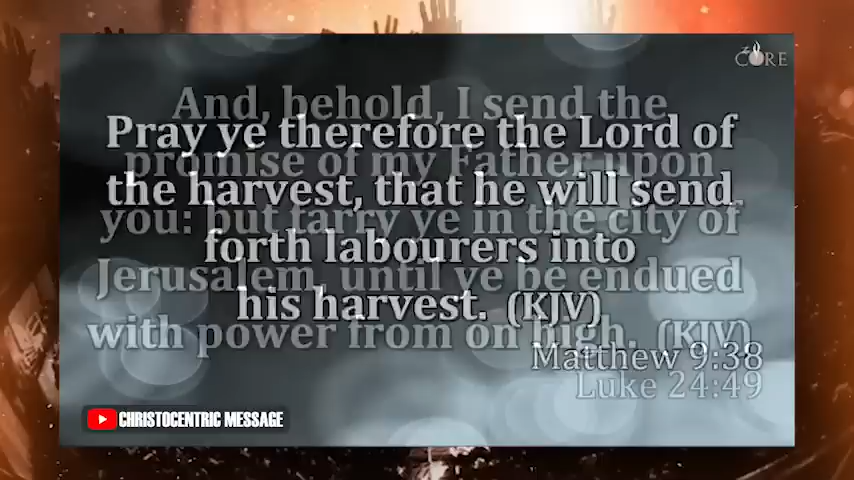 CORE
And, behold, I send the
Pray ye therefore the Lord of
promise of my Father upon
the harvest, that he will send
you: but tarry ye in the city of
forth labourers into
Jerusalem, until ye be endued
his harvest. (KJV)
with power from on high. (KJV)
Matthew 9:38
Luke 24:49
CHRISTOCENTRIC MESSAGE